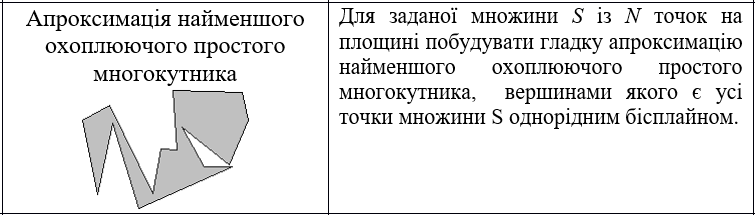 Апроксимація найменшого
охоплюючого простого
многокутника
Для заданої множини S із N точок на
площині побудувати гладку апроксимацію
найменшого охоплюючого простого
многокутника, вершинами якого є усі
точки множини S однорідним бісплайном.